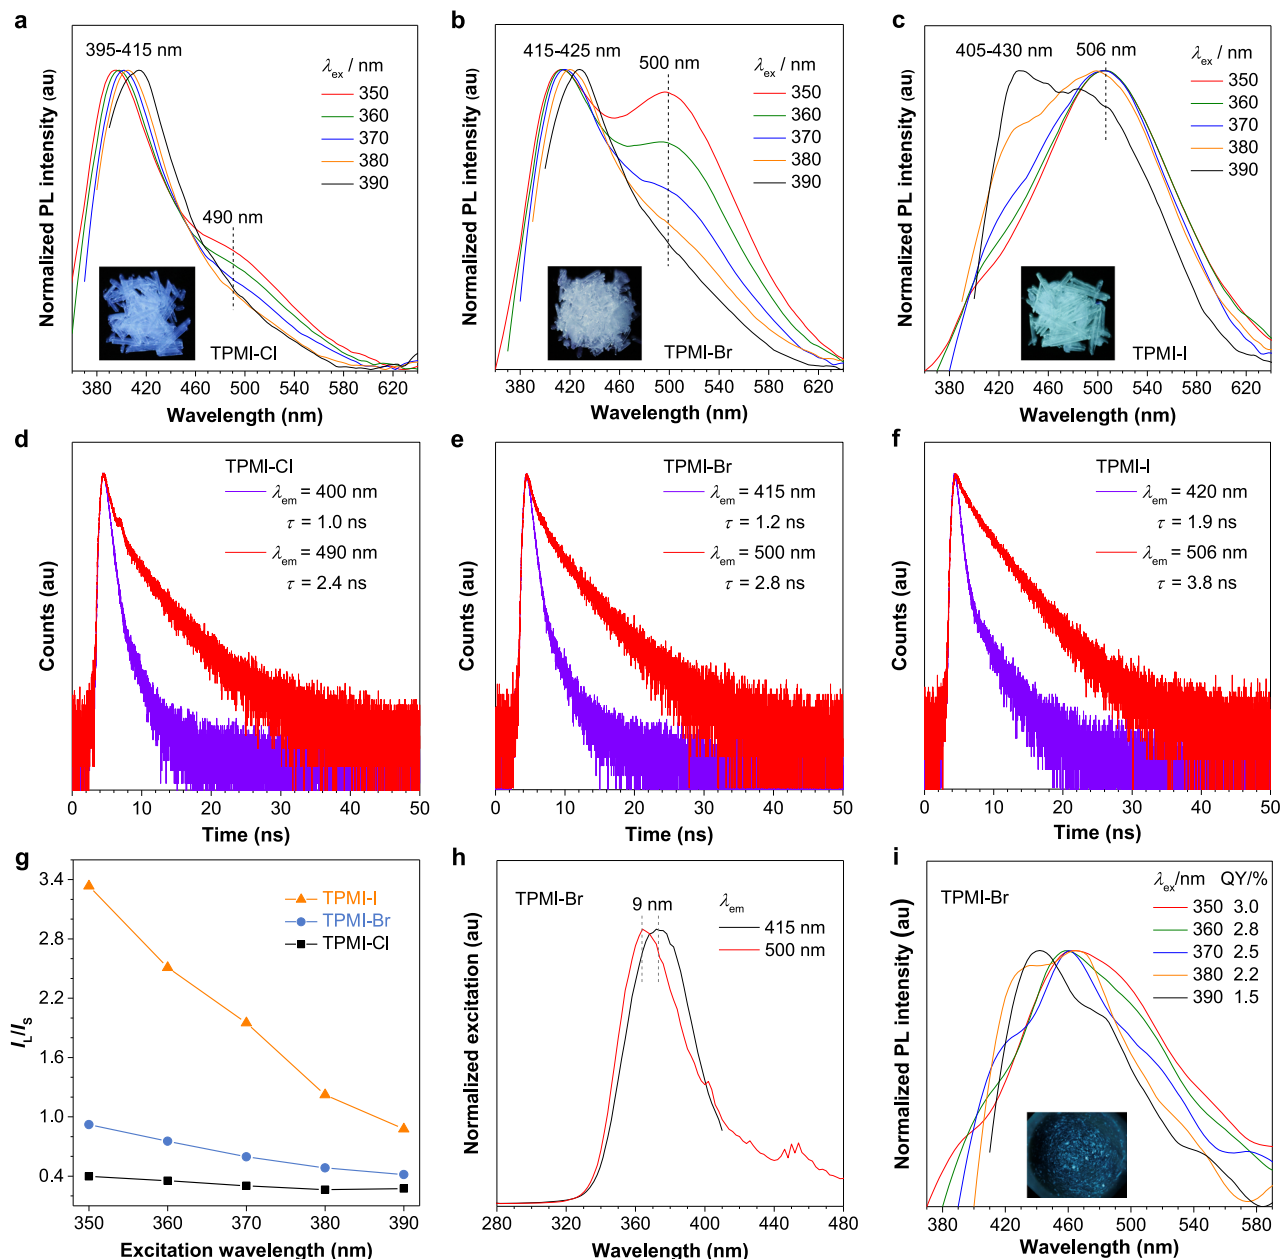 a
395-415 nm
λex / nm
350
360
370
380
390
490 nm
TPMI-Cl
Normalized PL intensity (au)
380 420 460 500 540 580 620
Wavelength (nm)
b
415-425 nm
500 nm
λex / nm
350
360
370
380
390
TPMI-Br
Normalized PL intensity (au)
380 420 460 500 540 580 620
Wavelength (nm)
c
405-430 nm
506 nm
λex / nm
350
360
370
380
390
TPMI-I
Normalized PL intensity (au)
380 420 460 500 540 580 620
Wavelength (nm)
d
TPMI-Cl
λem = 400 nm
τ = 1.0 ns
λem = 490 nm
τ = 2.4 ns
Counts (au)
0 10 20 30 40 50
Time (ns)
e
TPMI-Br
λem = 415 nm
τ = 1.2 ns
λem = 500 nm
τ = 2.8 ns
Counts (au)
0 10 20 30 40 50
Time (ns)
f
TPMI-I
λem = 420 nm
τ = 1.9 ns
λem = 506 nm
τ = 3.8 ns
Counts (au)
0 10 20 30 40 50
Time (ns)
g
3.4
2.8
2.2
1.6
1.0
0.4
IL/IS
TPMI-I
TPMI-Br
TPMI-Cl
350 360 370 380 390
Excitation wavelength (nm)
h
TPMI-Br
9 nm
λem
415 nm
500 nm
Normalized excitation (au)
280 320 360 400 440 480
Wavelength (nm)
i
TPMI-Br
λex/nm QY/%
350 3.0
360 2.8
370 2.5
380 2.2
390 1.5
Normalized PL intensity (au)
380 420 460 500 540 580
Wavelength (nm)